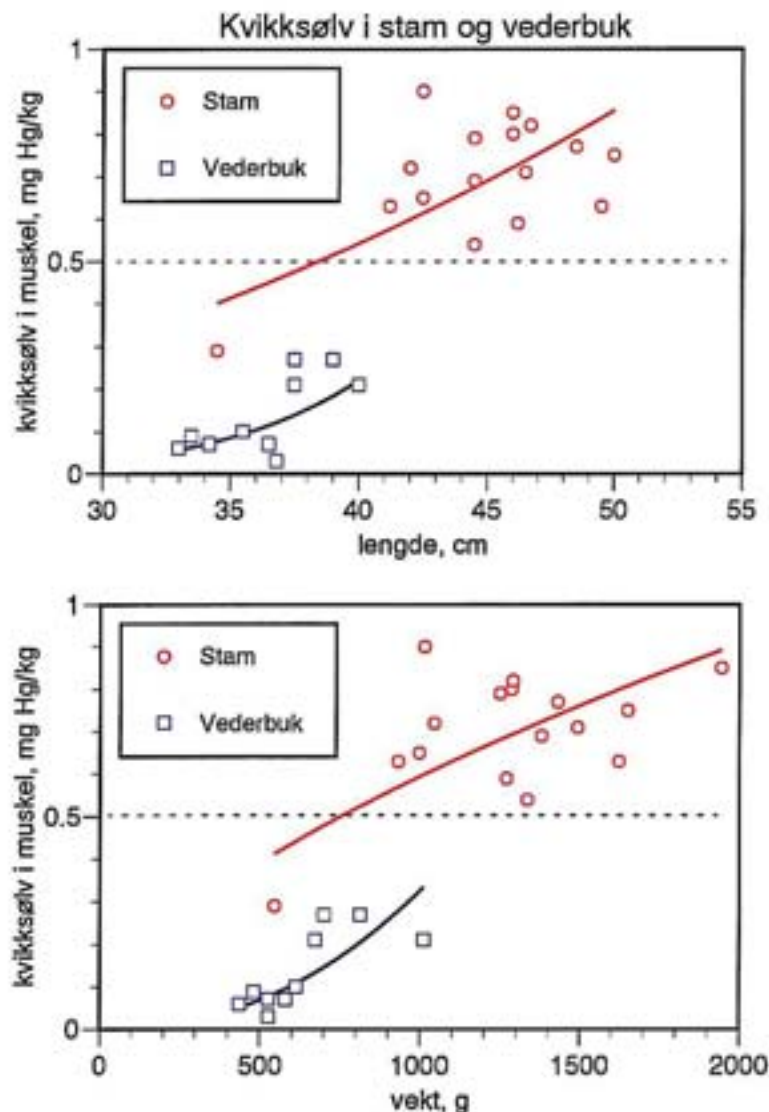 Kvikksølv i stam og vederbuk
kvikksølv i muskel, mg Hg/kg
1
0.5
0
Stam
Vederbuk
30 35 40 45 50 55
lengde, cm
kvikksølv i muskel, mg Hg/kg
1
0.5
0
Stam
Vederbuk
0 500 1000 1500 2000
vekt, g